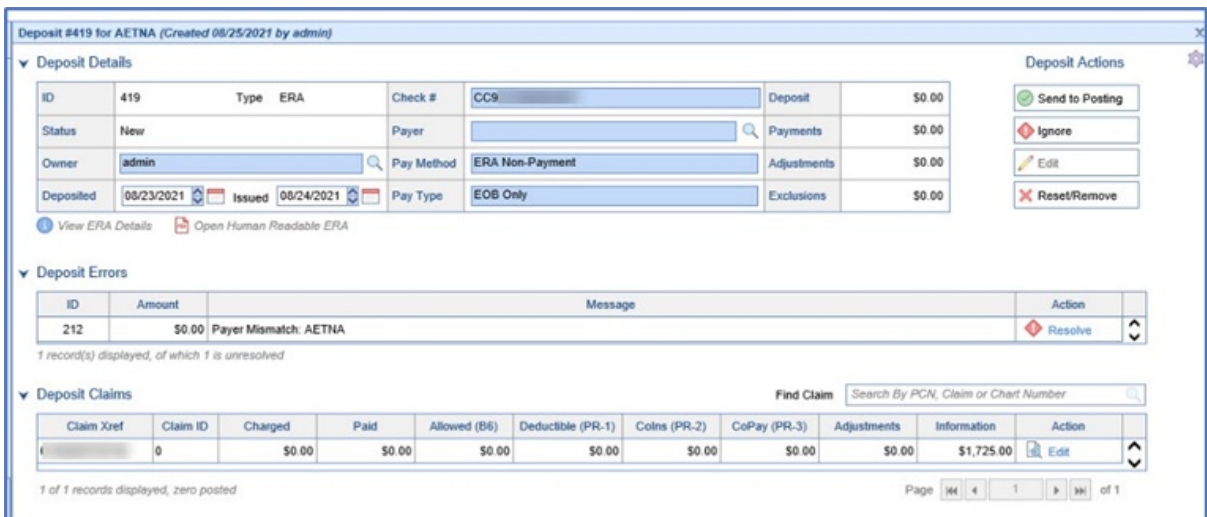 Deposit #419 for AETNA (Created 08/25/2021 by admin)
Deposit Details
Deposit Actions
ID 419 Type ERA Check # CC9 Deposit $0.00 Send to Posting
Status New Payer Payments $0.00 Ignore
Owner admin Pay Method ERA Non-Payment Adjustments $0.00 Edit
Deposited 08/23/2021 Issued 08/24/2021 Pay Type EOB Only Exclusions $0.00 Reset/Remove
View ERA Details Open Human Readable ERA
Deposit Errors
ID Amount Message Action
212 $0.00 Payer Mismatch: AETNA Resolve
1 record(s) displayed, of which 1 is unresolved
Deposit Claims Find Claim Search By PCN, Claim or Chart Number
Claim Xref Claim ID Charged Paid Allowed (B6) Deductible (PR-1) CoIns (PR-2) CoPay (PR-3) Adjustments Information Action
0 $0.00 $0.00 $0.00 $0.00 $0.00 $0.00 $0.00 $1,725.00 Edit
1 of 1 records displayed, zero posted Page 1 of 1